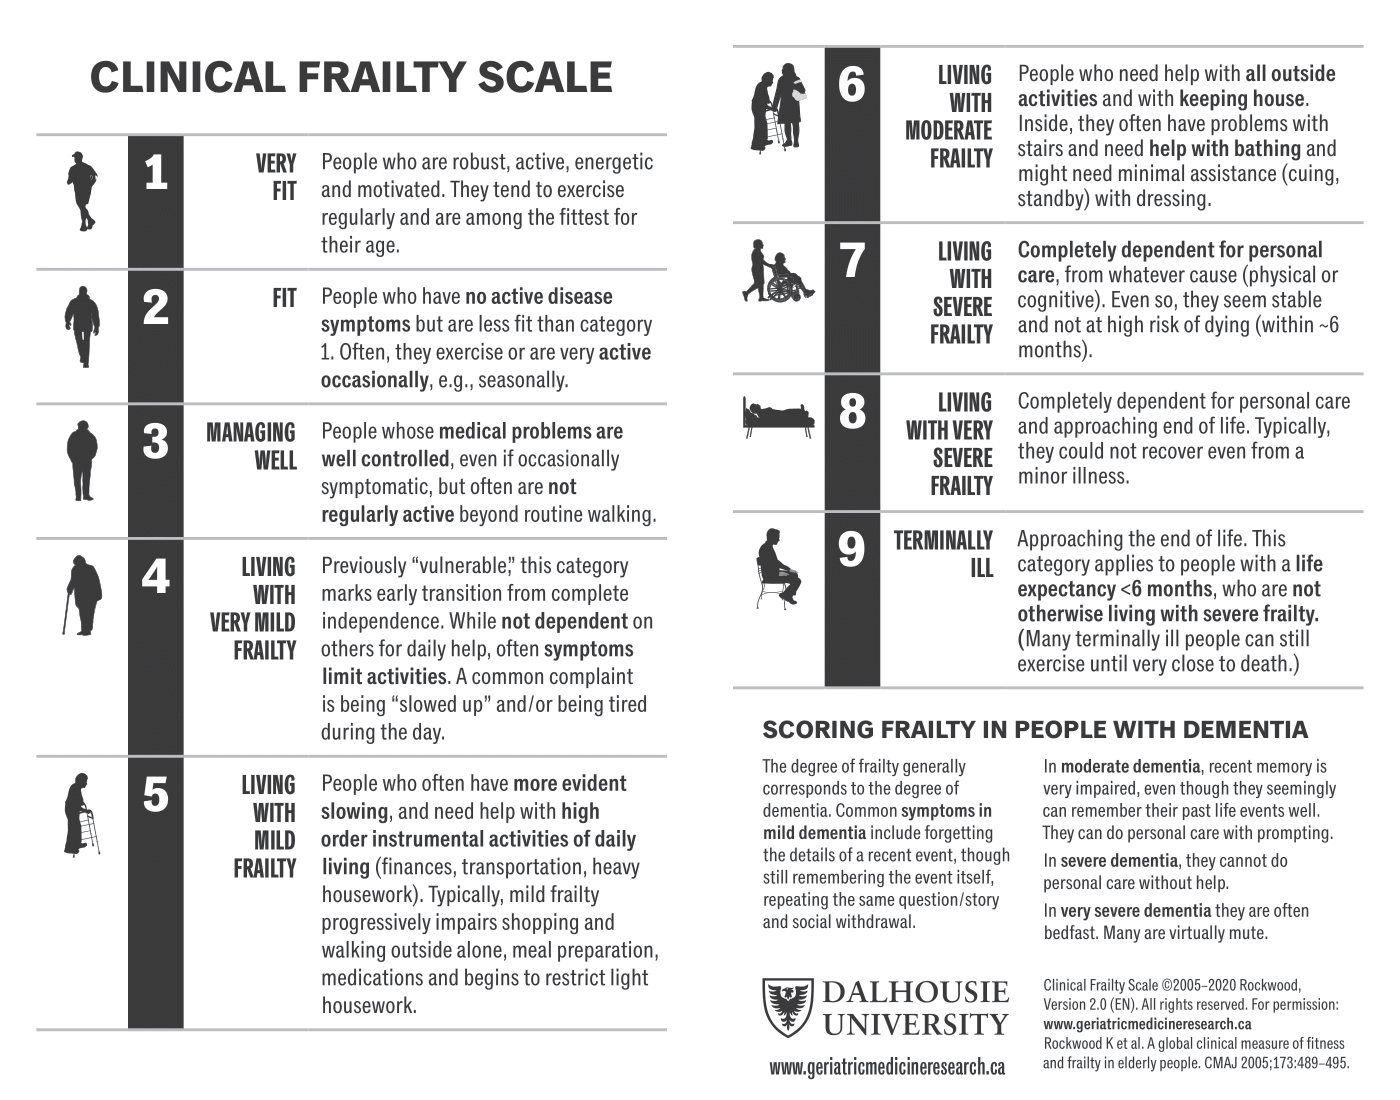 CLINICAL FRAILTY SCALE
1
VERY
FIT
People who are robust, active, energetic
and motivated. They tend to exercise
regularly and are among the fittest for
their age.
2
FIT
People who have no active disease
symptoms but are less fit than category
1. Often, they exercise or are very active
occasionally, e.g., seasonally.
3
MANAGING
WELL
People whose medical problems are
well controlled, even if occasionally
symptomatic, but often are not
regularly active beyond routine walking.
4
LIVING
WITH
VERY MILD
FRAILTY
Previously “vulnerable,” this category
marks early transition from complete
independence. While not dependent on
others for daily help, often symptoms
limit activities. A common complaint
is being “slowed up” and/or being tired
during the day.
5
LIVING
WITH
MILD
FRAILTY
People who often have more evident
slowing, and need help with high
order instrumental activities of daily
living (finances, transportation, heavy
housework). Typically, mild frailty
progressively impairs shopping and
walking outside alone, meal preparation,
medications and begins to restrict light
housework.
6
LIVING
WITH
MODERATE
FRAILTY
People who need help with all outside
activities and with keeping house.
Inside, they often have problems with
stairs and need help with bathing and
might need minimal assistance (cuing,
standby) with dressing.
7
LIVING
WITH
SEVERE
FRAILTY
Completely dependent for personal
care, from whatever cause (physical or
cognitive). Even so, they seem stable
and not at high risk of dying (within ~6
months).
8
LIVING
WITH VERY
SEVERE
FRAILTY
Completely dependent for personal care
and approaching end of life. Typically,
they could not recover even from a
minor illness.
9
TERMINALLY
ILL
Approaching the end of life. This
category applies to people with a life
expectancy <6 months, who are not
otherwise living with severe frailty.
(Many terminally ill people can still
exercise until very close to death.)
SCORING FRAILTY IN PEOPLE WITH DEMENTIA
The degree of frailty generally
corresponds to the degree of
dementia. Common symptoms in
mild dementia include forgetting
the details of a recent event, though
still remembering the event itself,
repeating the same question/story
and social withdrawal.
In moderate dementia, recent memory is
very impaired, even though they seemingly
can remember their past life events well.
They can do personal care with prompting.
In severe dementia, they cannot do
personal care without help.
In very severe dementia they are often
bedfast. Many are virtually mute.
DALHOUSIE
UNIVERSITY
www.geriatricmedicineresearch.ca
Clinical Frailty Scale ©2005–2020 Rockwood,
Version 2.0 (EN). All rights reserved. For permission:
www.geriatricmedicineresearch.ca
Rockwood K et al. A global clinical measure of fitness
and frailty in elderly people. CMAJ 2005;173:489–495.